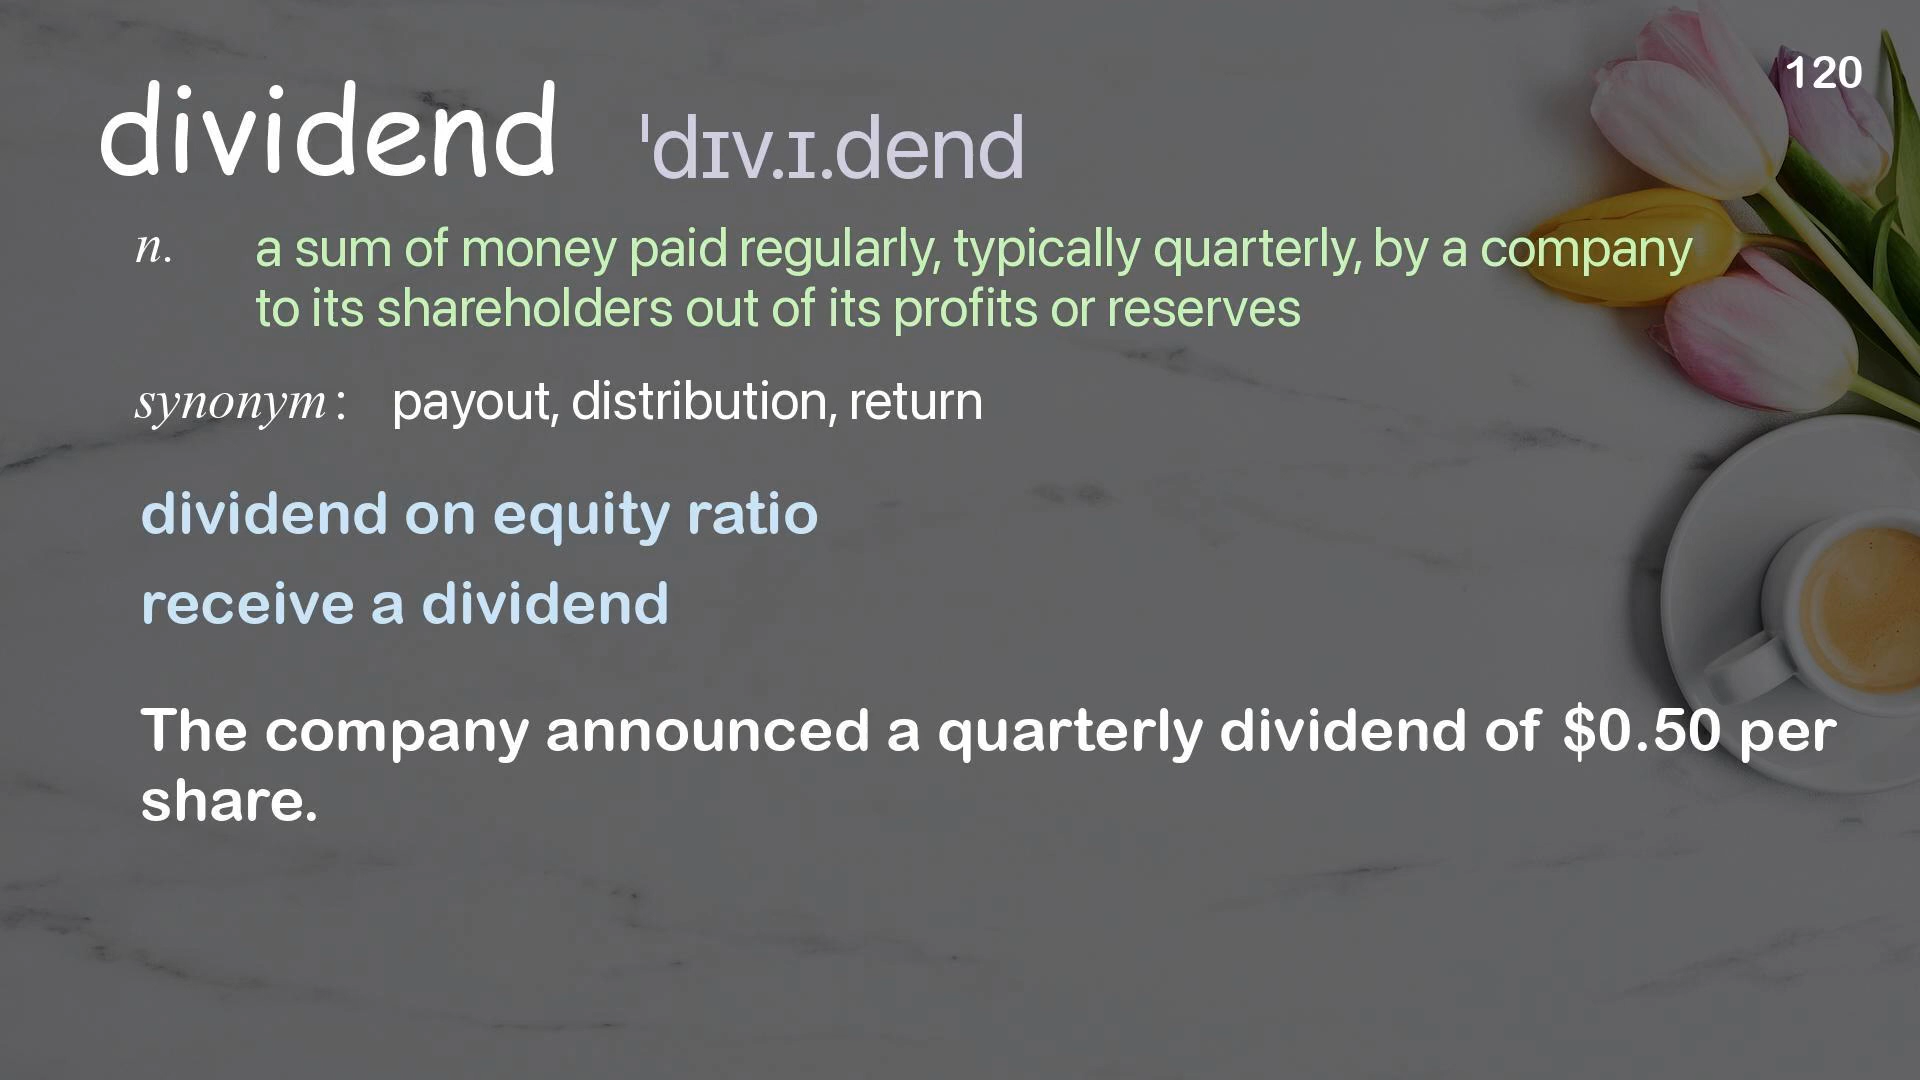 120
dividend ˈdɪv.ɪ.dend
n. a sum of money paid regularly, typically quarterly, by a company
to its shareholders out of its profits or reserves
synonym : payout, distribution, return
dividend on equity ratio
receive a dividend
The company announced a quarterly dividend of $0.50 per
share.